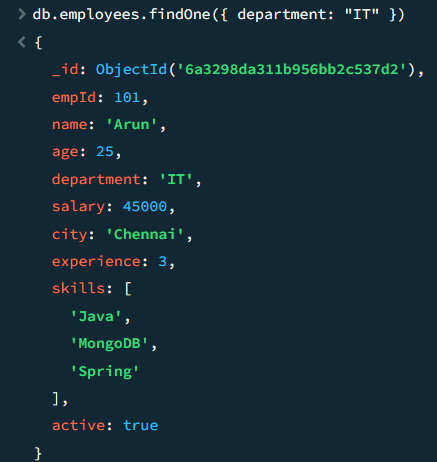 > db.employees.findOne({ department: "IT" })
< {
_id: ObjectId('6a3298da311b956bb2c537d2'),
empId: 101,
name: 'Arun',
age: 25,
department: 'IT',
salary: 45000,
city: 'Chennai',
experience: 3,
skills: [
'Java',
'MongoDB',
'Spring'
],
active: true
}